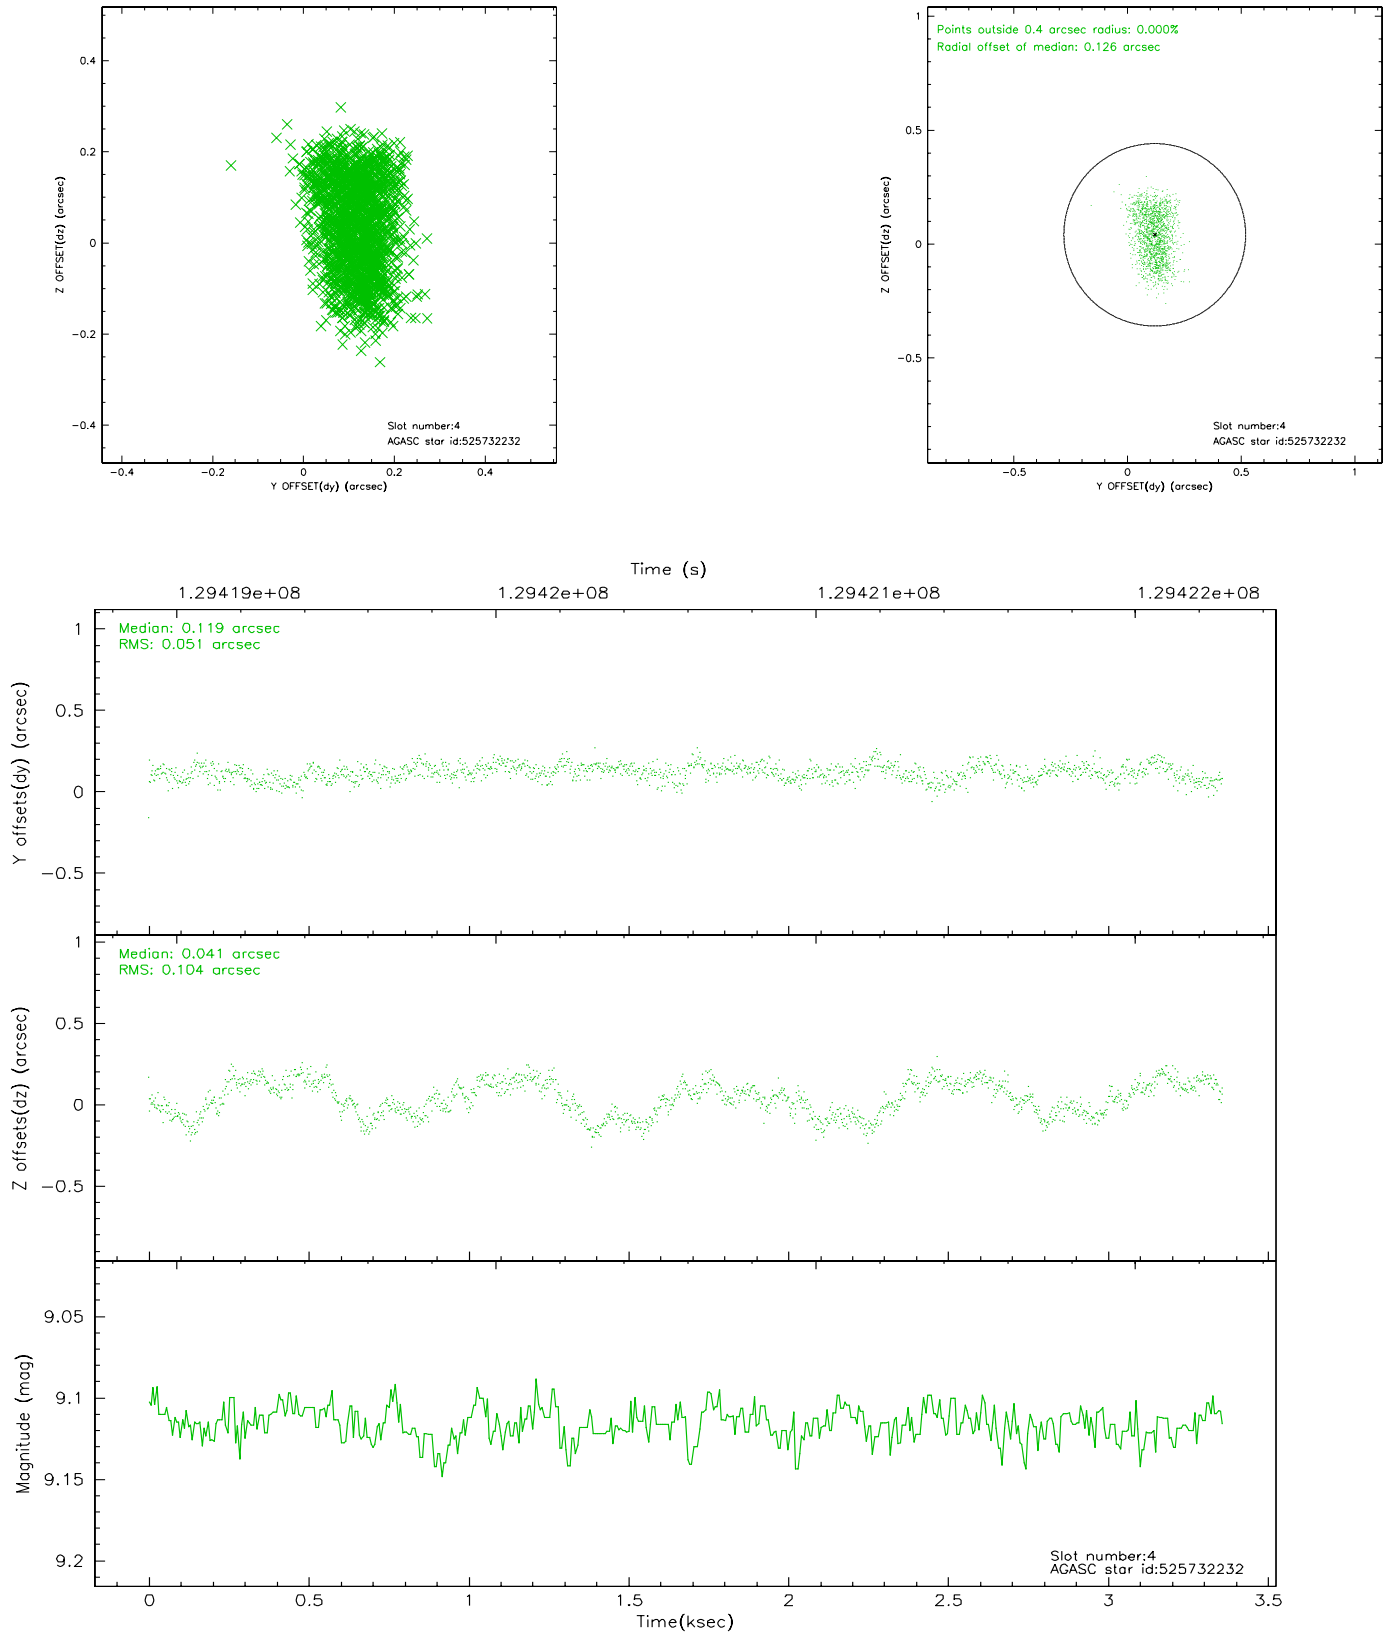 0.4
0.2
0
−0.2
−0.4
Z OFFSET(dz) (arcsec)
Slot number:4
AGASC star id:525732232
−0.4 −0.2 0 0.2 0.4
Y OFFSET(dy) (arcsec)
Points outside 0.4 arcsec radius: 0.000%
Radial offset of median: 0.126 arcsec
1
0.5
0
−0.5
Z OFFSET(dz) (arcsec)
Slot number:4
AGASC star id:525732232
−0.5 0 0.5 1
Y OFFSET(dy) (arcsec)
Time (s)
1.29419e+08 1.2942e+08 1.29421e+08 1.29422e+08
Median: 0.119 arcsec
RMS: 0.051 arcsec
1
0.5
0
−0.5
Y offsets(dy) (arcsec)
Median: 0.041 arcsec
RMS: 0.104 arcsec
1
0.5
0
−0.5
Z offsets(dz) (arcsec)
9.05
9.1
9.15
9.2
Magnitude (mag)
Slot number:4
AGASC star id:525732232
0 0.5 1 1.5 2 2.5 3 3.5
Time(ksec)